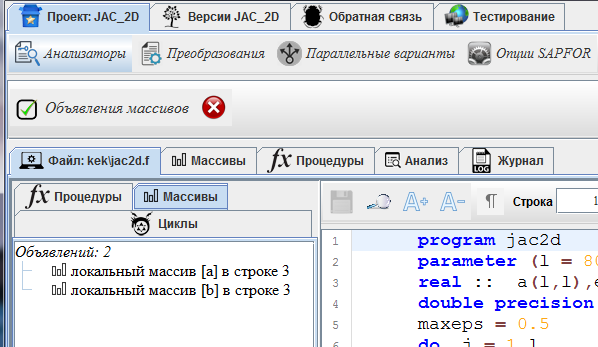 Проект: JAC_2D Версии JAC_2D Обратная связь Тестирование
Анализаторы Преобразования Параллельные варианты Опции SAPFOR
Объявления массивов
Файл: kek\jac2d.f Массивы fx Процедуры Анализ LOG Журнал
fx Процедуры Массивы
Циклы
Объявлений: 2
локальный массив [a] в строке 3
локальный массив [b] в строке 3
A+ A- ¶ Строка 1
1 program jac2d
2 parameter (l = 80
3 real :: a(l,l),e
4 double precision
5 maxeps = 0.5
6 do j = 1,l